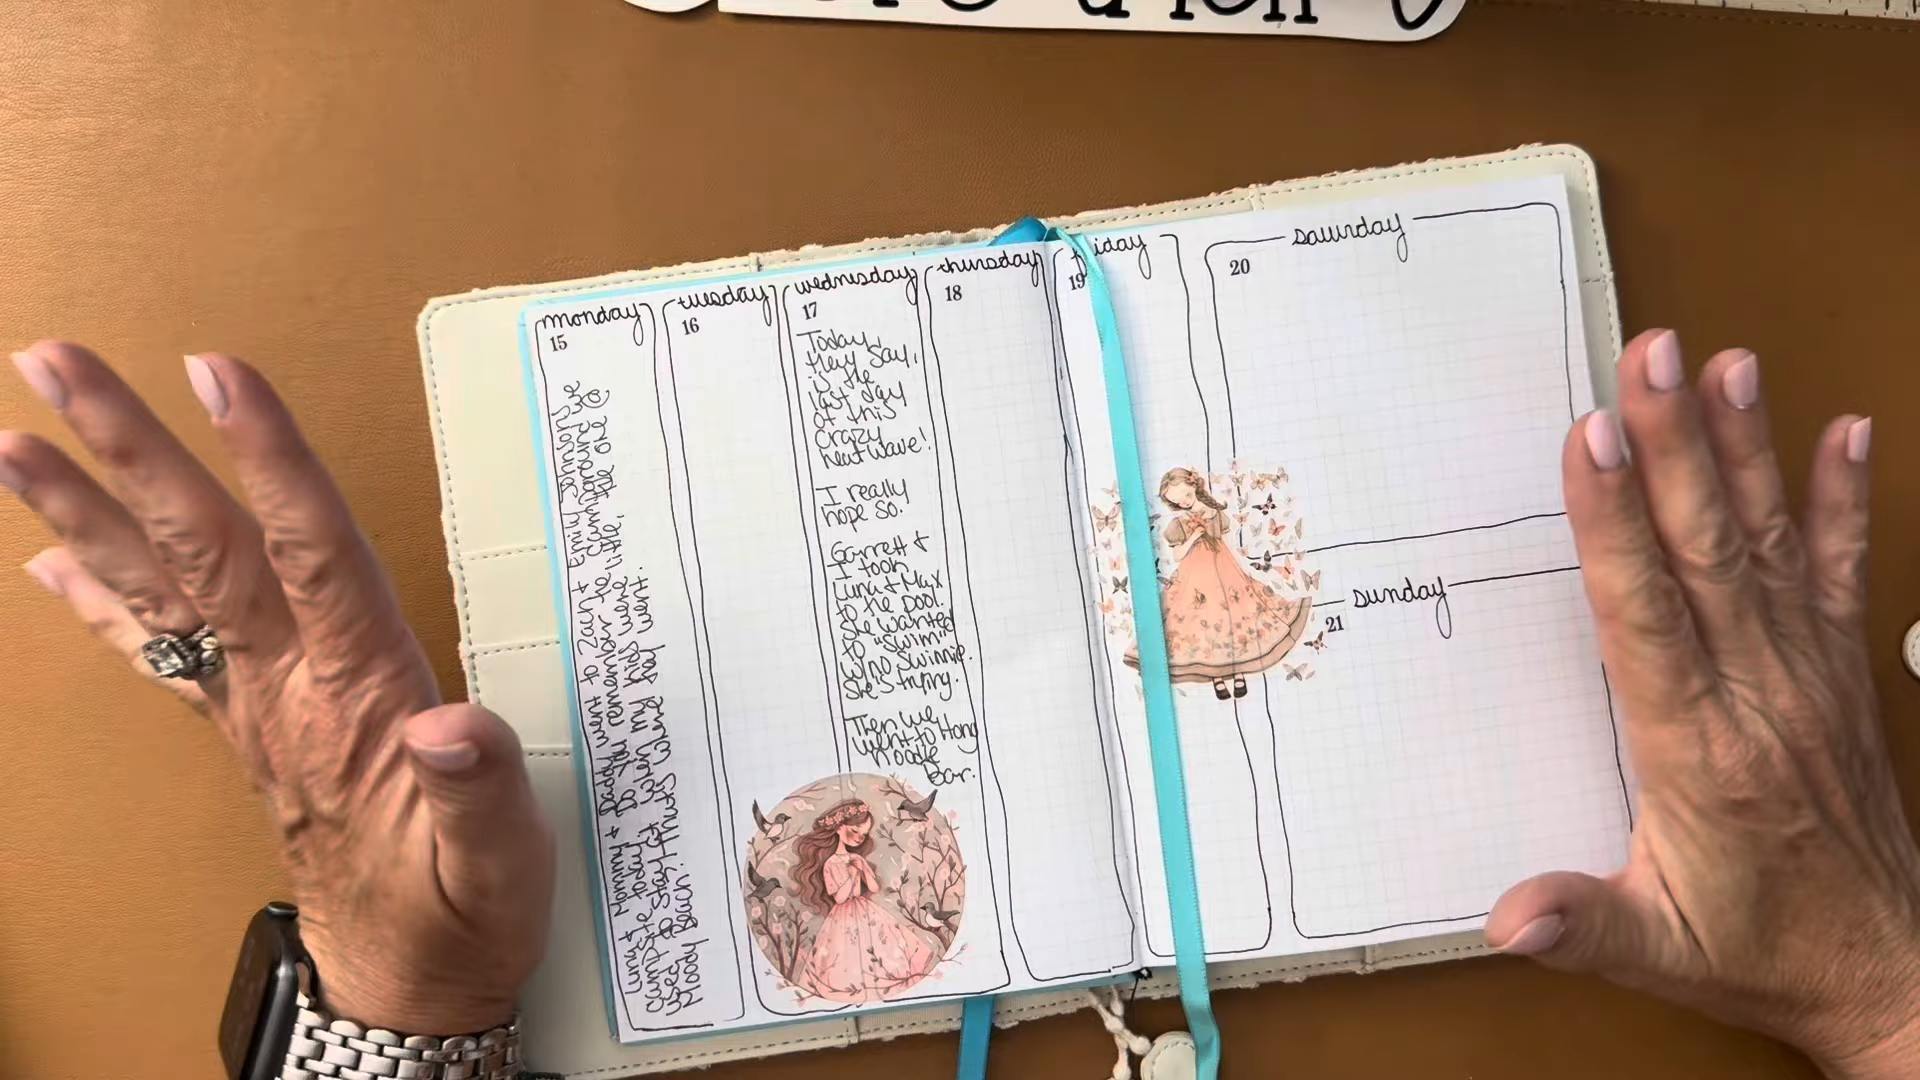 monday
15
Luna + Mommy + Daddy went to Zach + Emily Johnson's
campsite today. Do you remember the little, campground we
used to stay at when my kids were the one @
Moody Beach? That's where they went.
tuesday
16
wednesday
17
Today,
they say,
is the
last day
of this
crazy
heat wave!
I really
hope so.
Garrett &
I took
Luna + Max
to the pool.
She wanted
to "swim"
w/no swimmie.
She's trying.
Then we
went to Hong
noodle
Bar.
thursday
18
friday
19
saturday
20
sunday
21